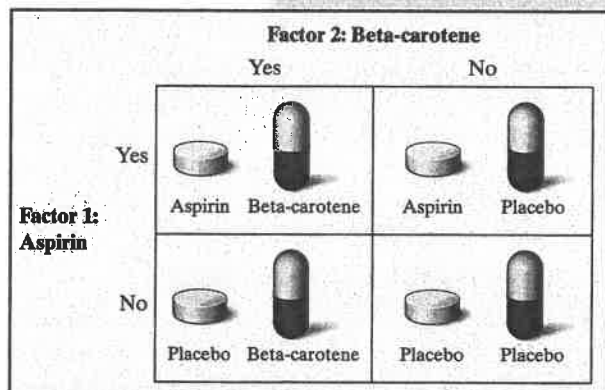 Factor 2: Beta-carotene
Yes No
Yes
Aspirin Beta-carotene Aspirin Placebo
Factor 1:
Aspirin
No
Placebo Beta-carotene Placebo Placebo